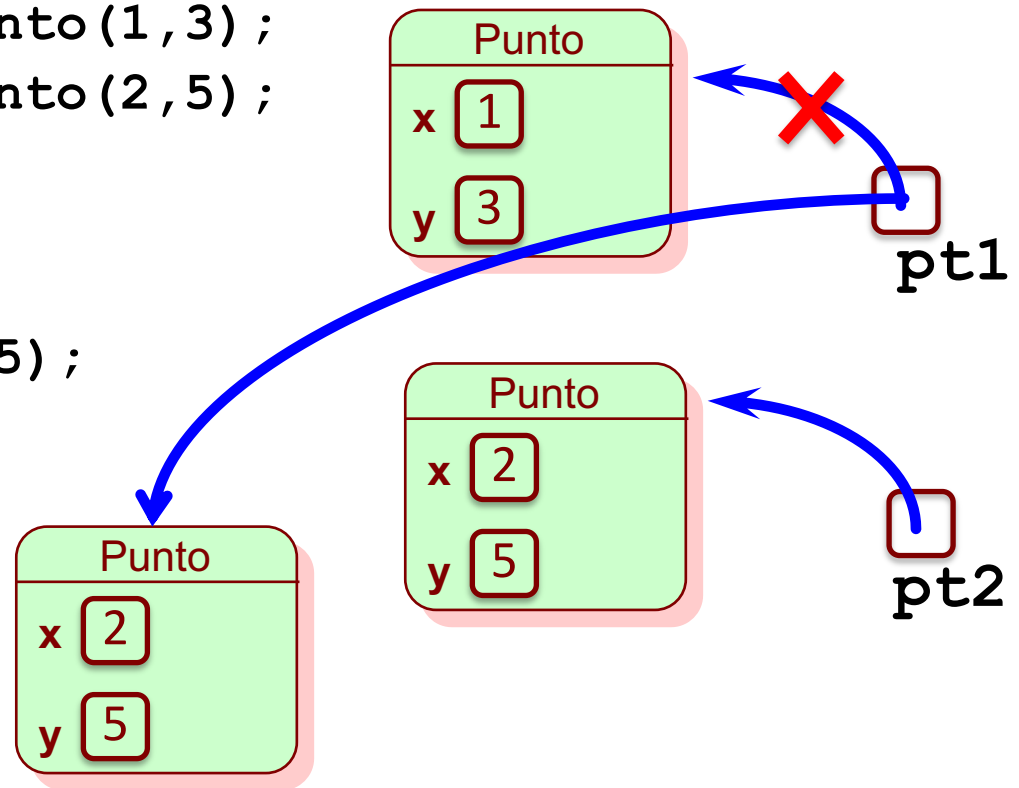 nto(1,3);
nto(2,5);
5);
Punto
x 1
y 3
pt1
Punto
x 2
y 5
pt2
Punto
x 2
y 5